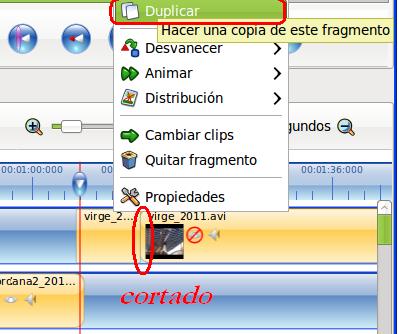 Duplicar
Hacer una copia de este fragmento
Desvanecer
Animar
Distribución
Cambiar clips
gundos
Quitar fragmento
00:01:00:000
00:01:36:000
Propiedades
virge_2...
virge_2011.avi
ordana2_201...
cortado